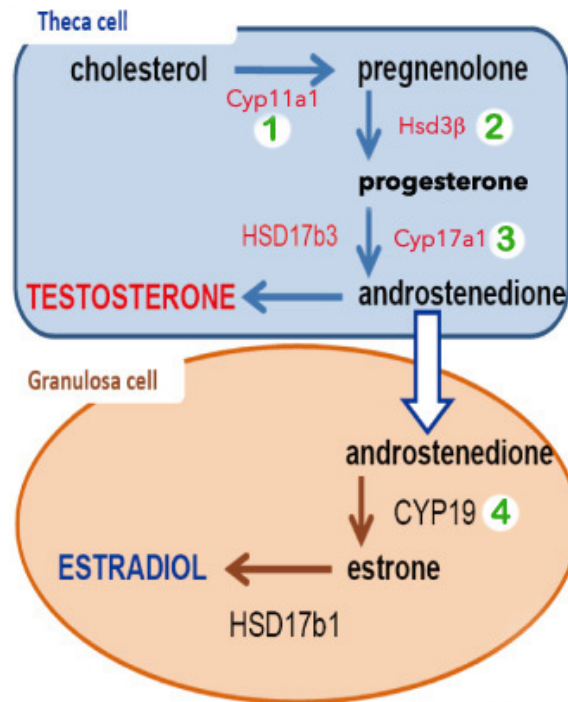 Theca cell
cholesterol
pregnenolone
Cyp11a1
1
Hsd3β 2
progesterone
HSD17b3
Cyp17a1 3
TESTOSTERONE
androstenedione
Granulosa cell
androstenedione
CYP19 4
ESTRADIOL
estrone
HSD17b1